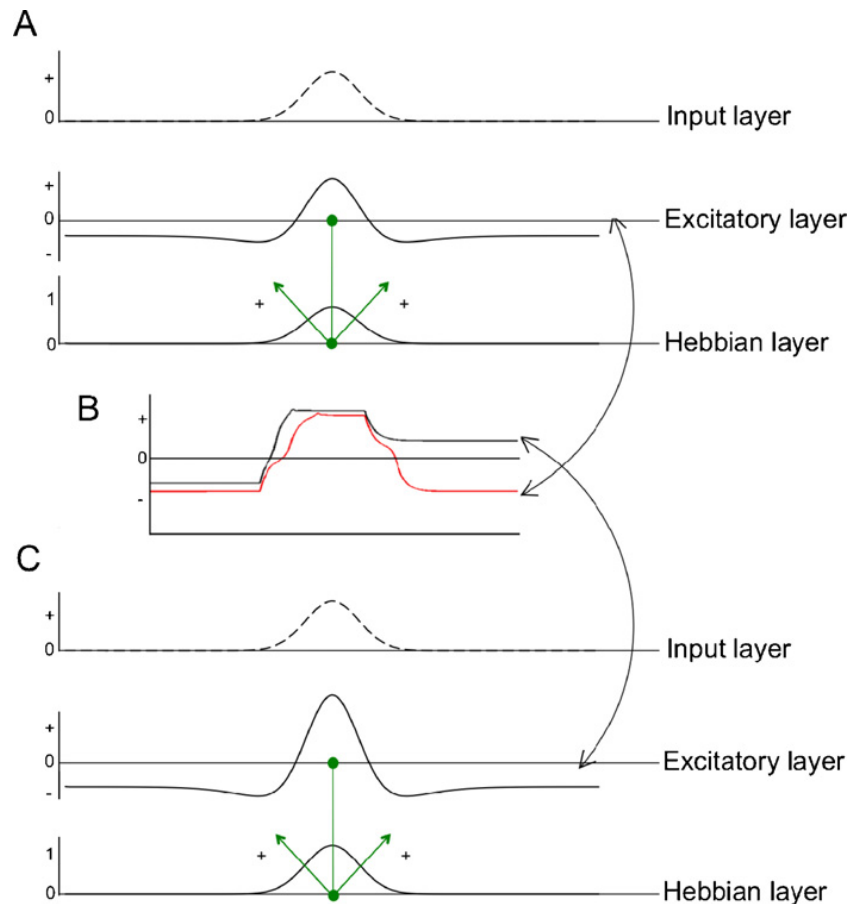 A
+
0
Input layer
+
0
-
Excitatory layer
1
+
+
0
Hebbian layer
B
+
0
-
C
+
0
Input layer
+
0
-
Excitatory layer
1
+
+
0
Hebbian layer